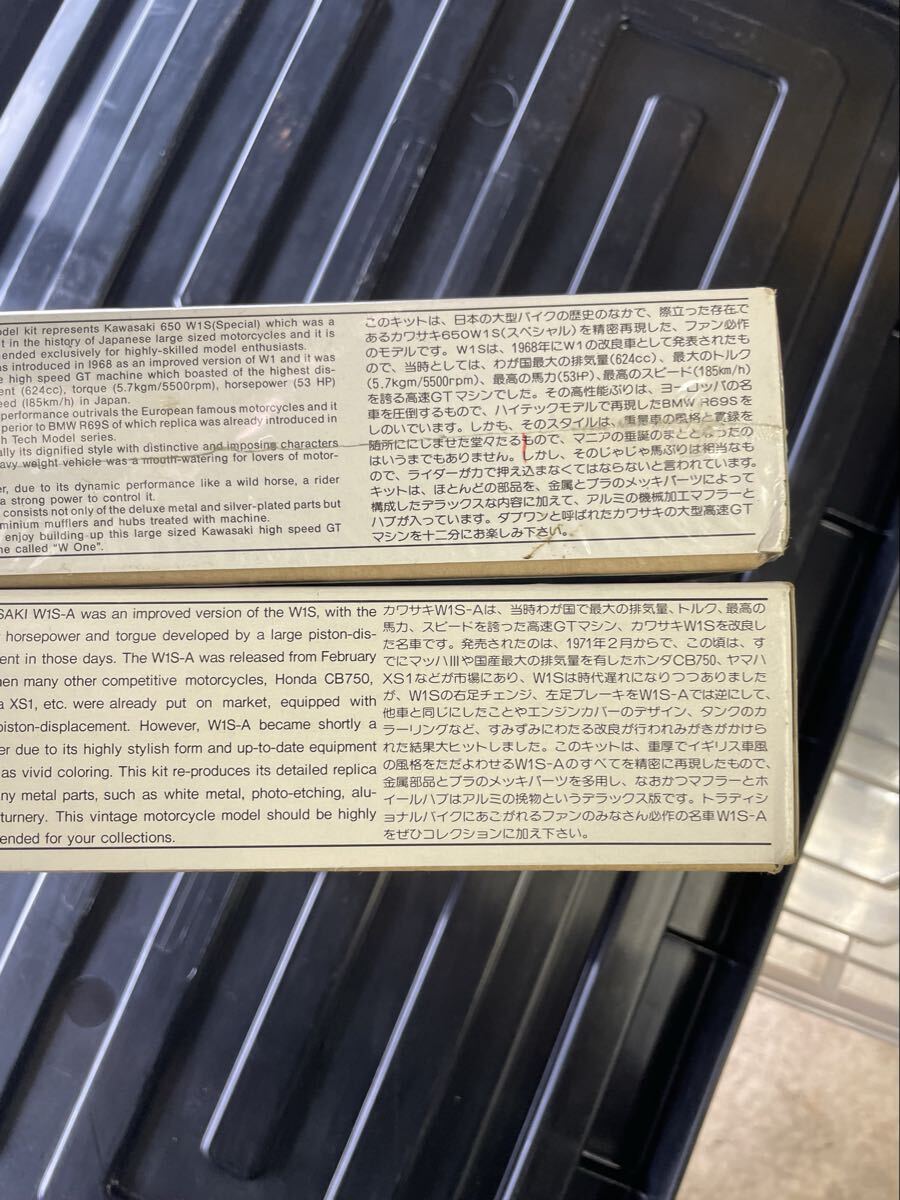 del kit represents Kawasaki 650 W1S(Special) which was a
t in the history of Japanese large sized motorcycles and it is
ended exclusively for highly-skilled model enthusiasts.
as introduced in 1968 as an improved version of W1 and it was
e high speed GT machine which boasted of the highest dis-
ent (624cc), torque (5.7kgm/5500rpm), horsepower (53 HP)
eed (185km/h) in Japan.
performance outrivals the European famous motorcycles and it
perior to BMW R69S of which replica was already introduced in
h Tech Model series.
ally its dignified style with distinctive and imposing characters
avy weight vehicle was a mouth-watering for lovers of motor-
er, due to its dynamic performance like a wild horse, a rider
a strong power to control it.
consists not only of the deluxe metal and silver-plated parts but
minium mufflers and hubs treated with machine.
enjoy building-up this large sized Kawasaki high speed GT
ne called "W One".
このキットは、日本の大型バイクの歴史のなかで、際立った存在で
あるカワサキ650W1S(スペシャル)を精密再現した、ファン必作
のモデルです。W1Sは、1968年にW1の改良車として発表されたも
ので、当時としては、わが国最大の排気量(624cc)、最大のトルク
(5.7kgm/5500rpm)、最高の馬力(53HP)、最高のスピード(185km/h)
を誇る高速GTマシンでした。その高性能ぶりは、ヨーロッパの名
車を圧倒するもので、ハイテックモデルで再現したBMW R69Sを
しのいでいます。しかも、そのスタイルは、重量車の風格と貫録を
随所ににじませた堂々たるもので、マニアの垂涎のまととなったの
はいうまでもありません。しかし、そのじゃじゃ馬ぶりは相当なも
ので、ライダーが力で押え込まなくてはならないと言われています。
キットは、ほとんどの部品を、金属とプラのメッキパーツによって
構成したデラックスな内容に加えて、アルミの機械加工マフラーと
ハブが入っています。ダブワンと呼ばれたカワサキの大型高速GT
マシンを十二分にお楽しみ下さい。
SAKI W1S-A was an improved version of the W1S, with the
horsepower and torgue developed by a large piston-dis-
ent in those days. The W1S-A was released from February
hen many other competitive motorcycles, Honda CB750,
a XS1, etc. were already put on market, equipped with
piston-displacement. However, W1S-A became shortly a
er due to its highly stylish form and up-to-date equipment
as vivid coloring. This kit re-produces its detailed replica
ny metal parts, such as white metal, photo-etching, alu-
turnery. This vintage motorcycle model should be highly
ended for your collections.
カワサキW1S-Aは、当時わが国で最大の排気量、トルク、最高の
馬力、スピードを誇った高速GTマシン、カワサキW1Sを改良し
た名車です。発売されたのは、1971年2月からで、この頃は、す
でにマッハIIIや国産最大の排気量を有したホンダCB750、ヤマハ
XS1などが市場にあり、W1Sは時代遅れになりつつありました
が、W1Sの右足チェンジ、左足ブレーキをW1S-Aでは逆にして、
他車と同じにしたことやエンジンカバーのデザイン、タンクのカ
ラーリングなど、すみずみにわたる改良が行われみがきがかけら
れた結果大ヒットしました。このキットは、重厚でイギリス車風
の風格をただよわせるW1S-Aのすべてを精密に再現したもので、
金属部品とプラのメッキパーツを多用し、なおかつマフラーとホ
イールハブはアルミの挽物というデラックス版です。トラディシ
ョナルバイクにあこがれるファンのみなさん必作の名車W1S-A
をぜひコレクションに加え下さい。